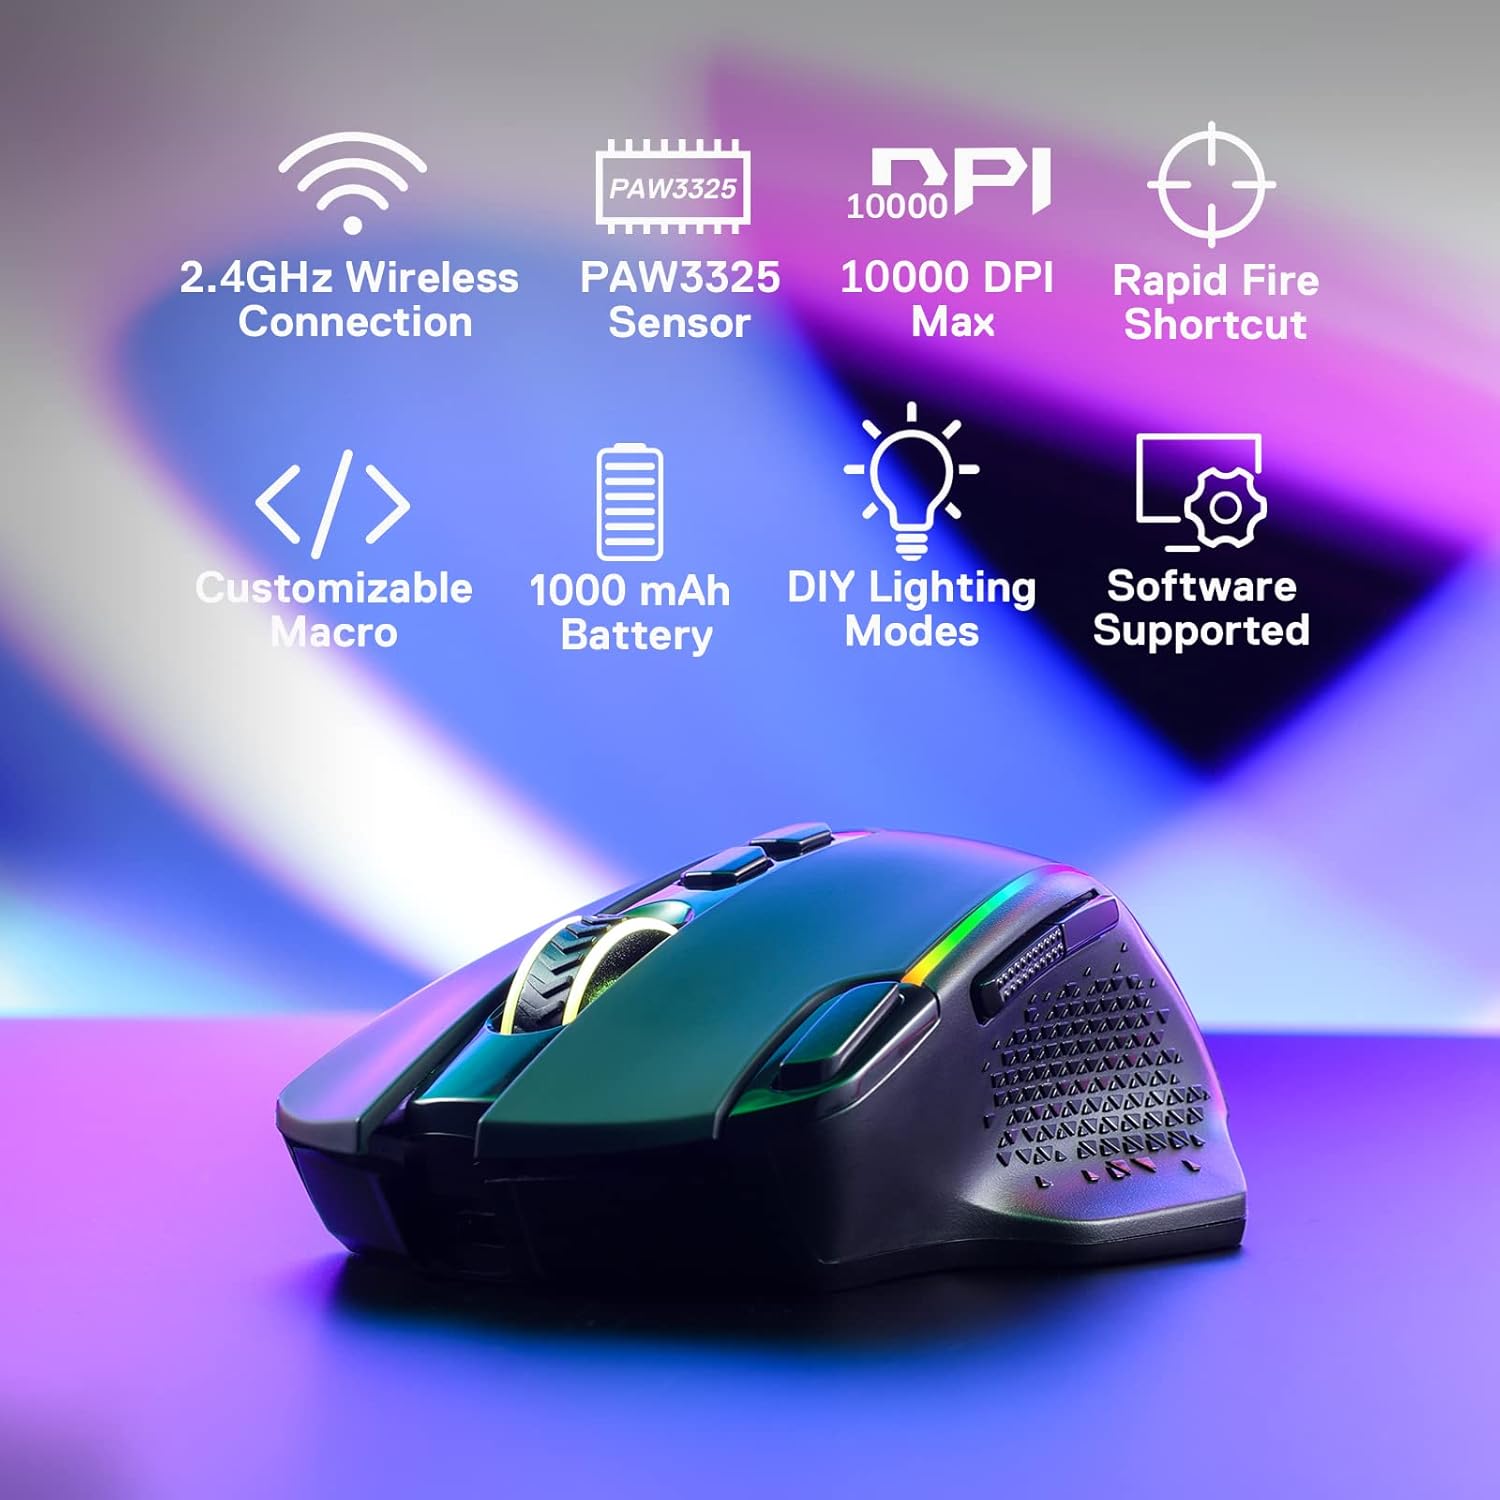 PAW3325
DPI
10000
2.4GHz Wireless
Connection
PAW3325
Sensor
10000 DPI
Max
Rapid Fire
Shortcut
Customizable
Macro
1000 mAh
Battery
DIY Lighting
Modes
Software
Supported